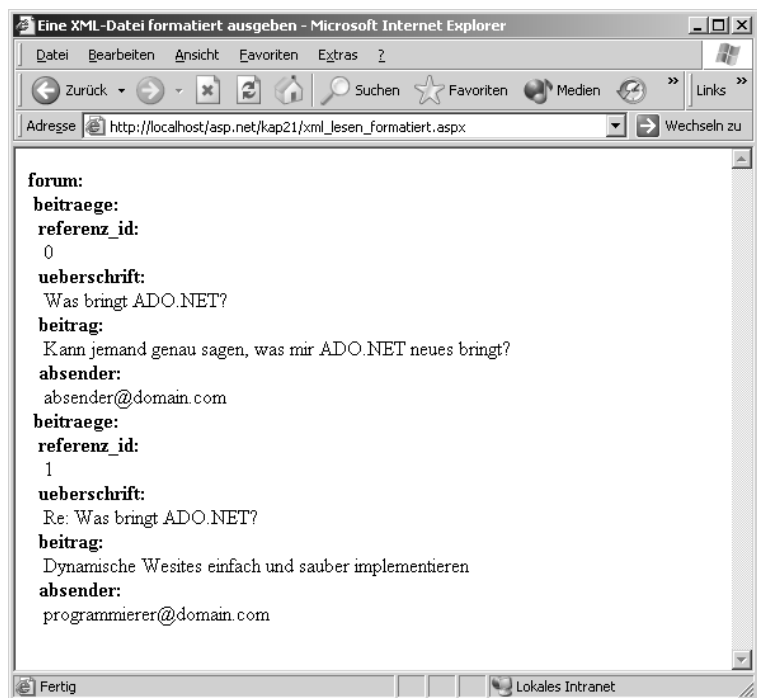 Eine XML-Datei formatiert ausgeben - Microsoft Internet Explorer
Datei Bearbeiten Ansicht Favoriten Extras ?
Zurück Suchen Favoriten Medien » Links »
Adresse http://localhost/asp.net/kap21/xml_lesen_formatiert.aspx Wechseln zu
forum:
beitraege:
referenz_id:
0
ueberschrift:
Was bringt ADO.NET?
beitrag:
Kann jemand genau sagen, was mir ADO.NET neues bringt?
absender:
absender@domain.com
beitraege:
referenz_id:
1
ueberschrift:
Re: Was bringt ADO.NET?
beitrag:
Dynamische Wesites einfach und sauber implementieren
absender:
programmierer@domain.com
Fertig Lokales Intranet